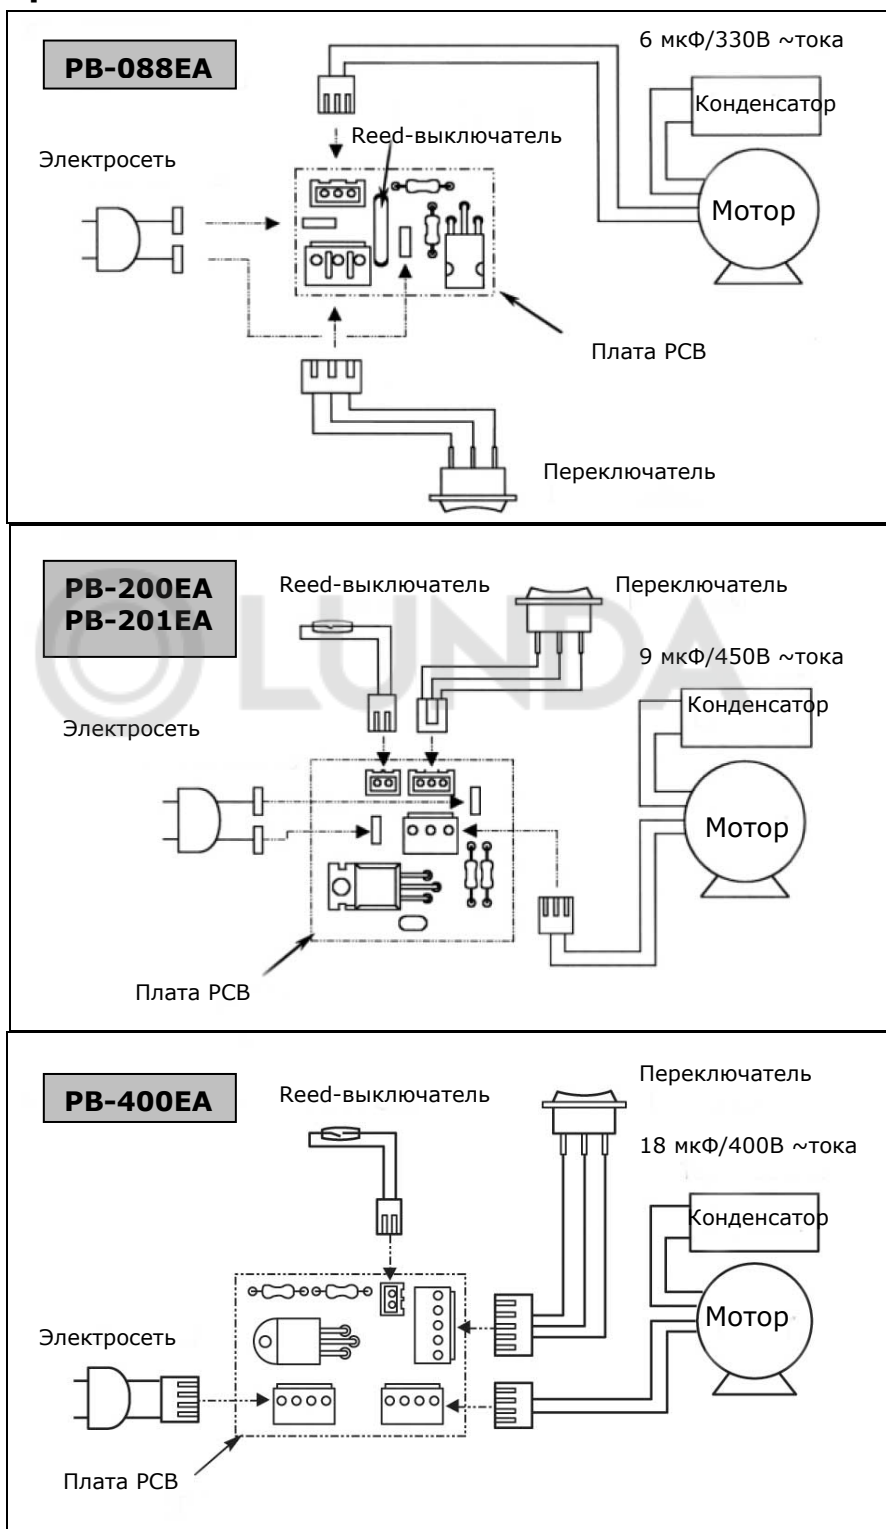 PB-088EA
6 мкФ/330В ~тока
Конденсатор
Reed-выключатель
Электросеть
Мотор
Плата PCB
Переключатель
PB-200EA
PB-201EA
Reed-выключатель
Переключатель
LUNDA
9 мкФ/450В ~тока
Конденсатор
Электросеть
Мотор
Плата PCB
PB-400EA
Reed-выключатель
Переключатель
18 мкФ/400В ~тока
Конденсатор
Мотор
Электросеть
Плата PCB